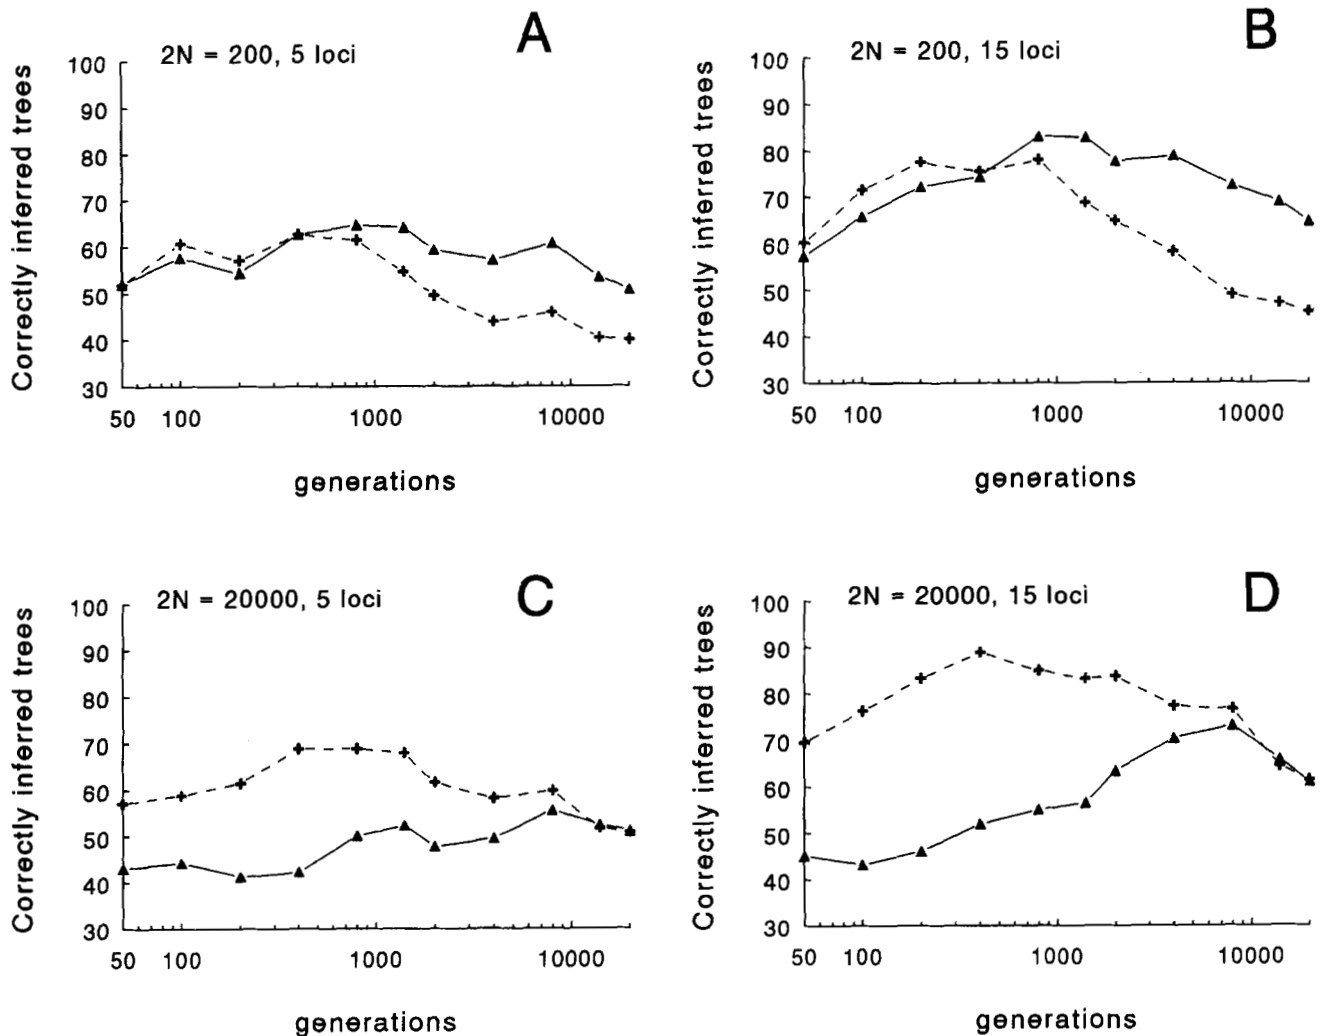 A
2N = 200, 5 loci
Correctly inferred trees
100
90
80
70
60
50
40
30
50 100 1000 10000
generations
B
2N = 200, 15 loci
Correctly inferred trees
100
90
80
70
60
50
40
30
50 100 1000 10000
generations
C
2N = 20000, 5 loci
Correctly inferred trees
100
90
80
70
60
50
40
30
50 100 1000 10000
generations
D
2N = 20000, 15 loci
Correctly inferred trees
100
90
80
70
60
50
40
30
50 100 1000 10000
generations